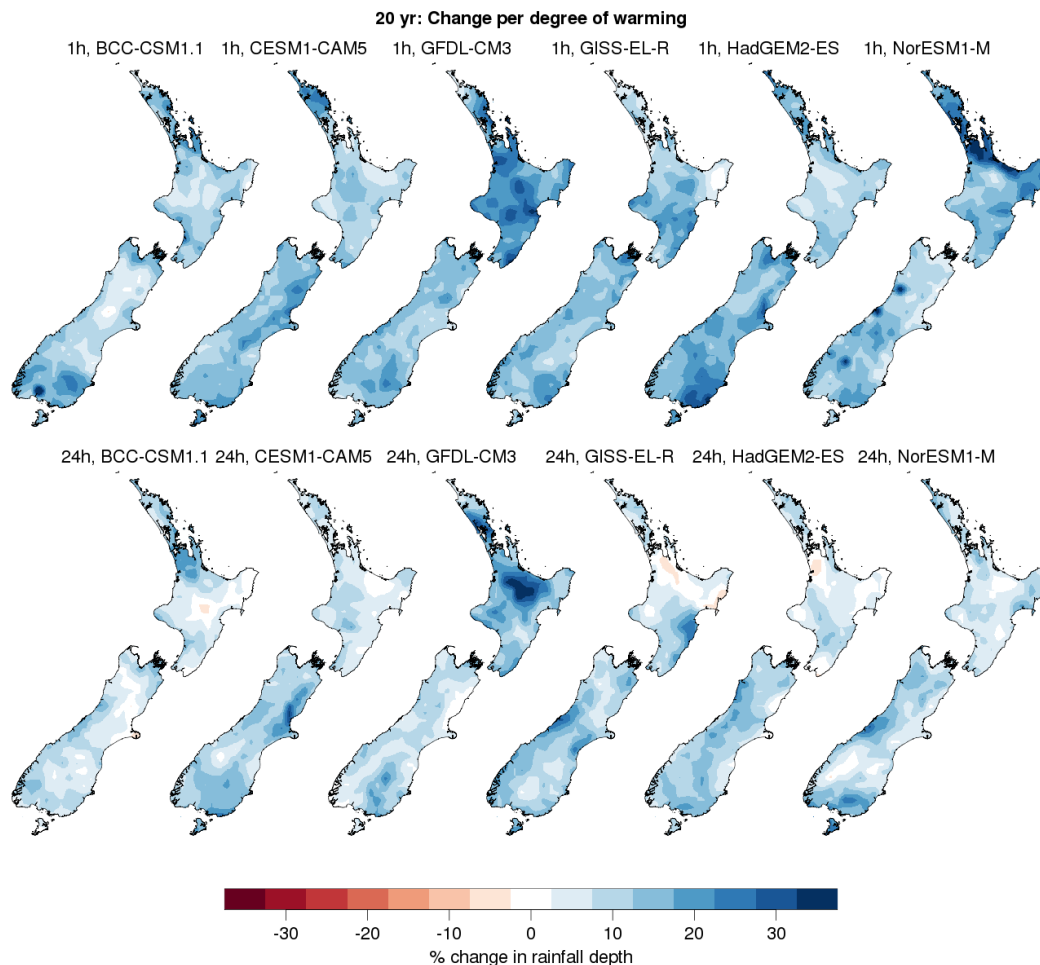 20 yr: Change per degree of warming
1h, BCC-CSM1.1 1h, CESM1-CAM5 1h, GFDL-CM3 1h, GISS-EL-R 1h, HadGEM2-ES 1h, NorESM1-M
24h, BCC-CSM1.1 24h, CESM1-CAM5 24h, GFDL-CM3 24h, GISS-EL-R 24h, HadGEM2-ES 24h, NorESM1-M
-30 -20 -10 0 10 20 30
% change in rainfall depth